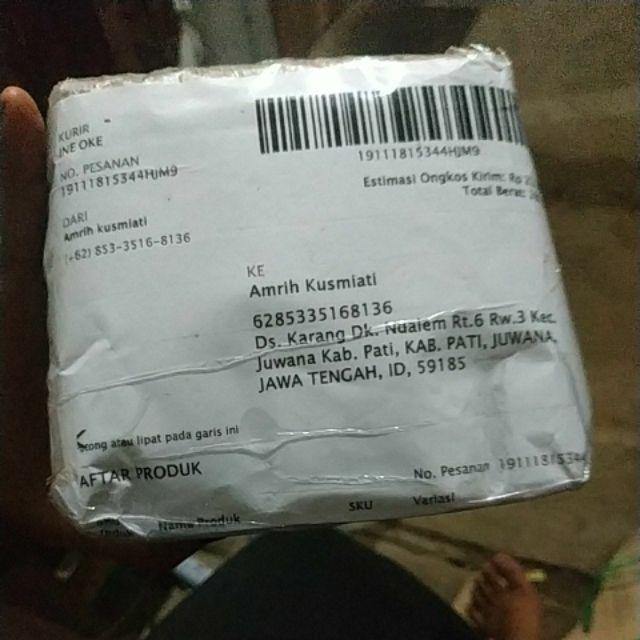 KURIR
JNE OKE
NO. PESANAN
19111815344HJM9
19111815344HJM9
Estimasi Ongkos Kirim: Rp
Total Berat:
DARI
Amrih kusmiati
(+62) 853-3516-8136
KE
Amrih Kusmiati
6285335168136
Ds. Karang Dk. Ndalem Rt.6 Rw.3 Kec.
Juwana Kab. Pati, KAB. PATI, JUWANA,
JAWA TENGAH, ID, 59185
atau lipat pada garis ini
AFTAR PRODUK
No. Pesanan 19111815344
Nama Produk
SKU
Variasi